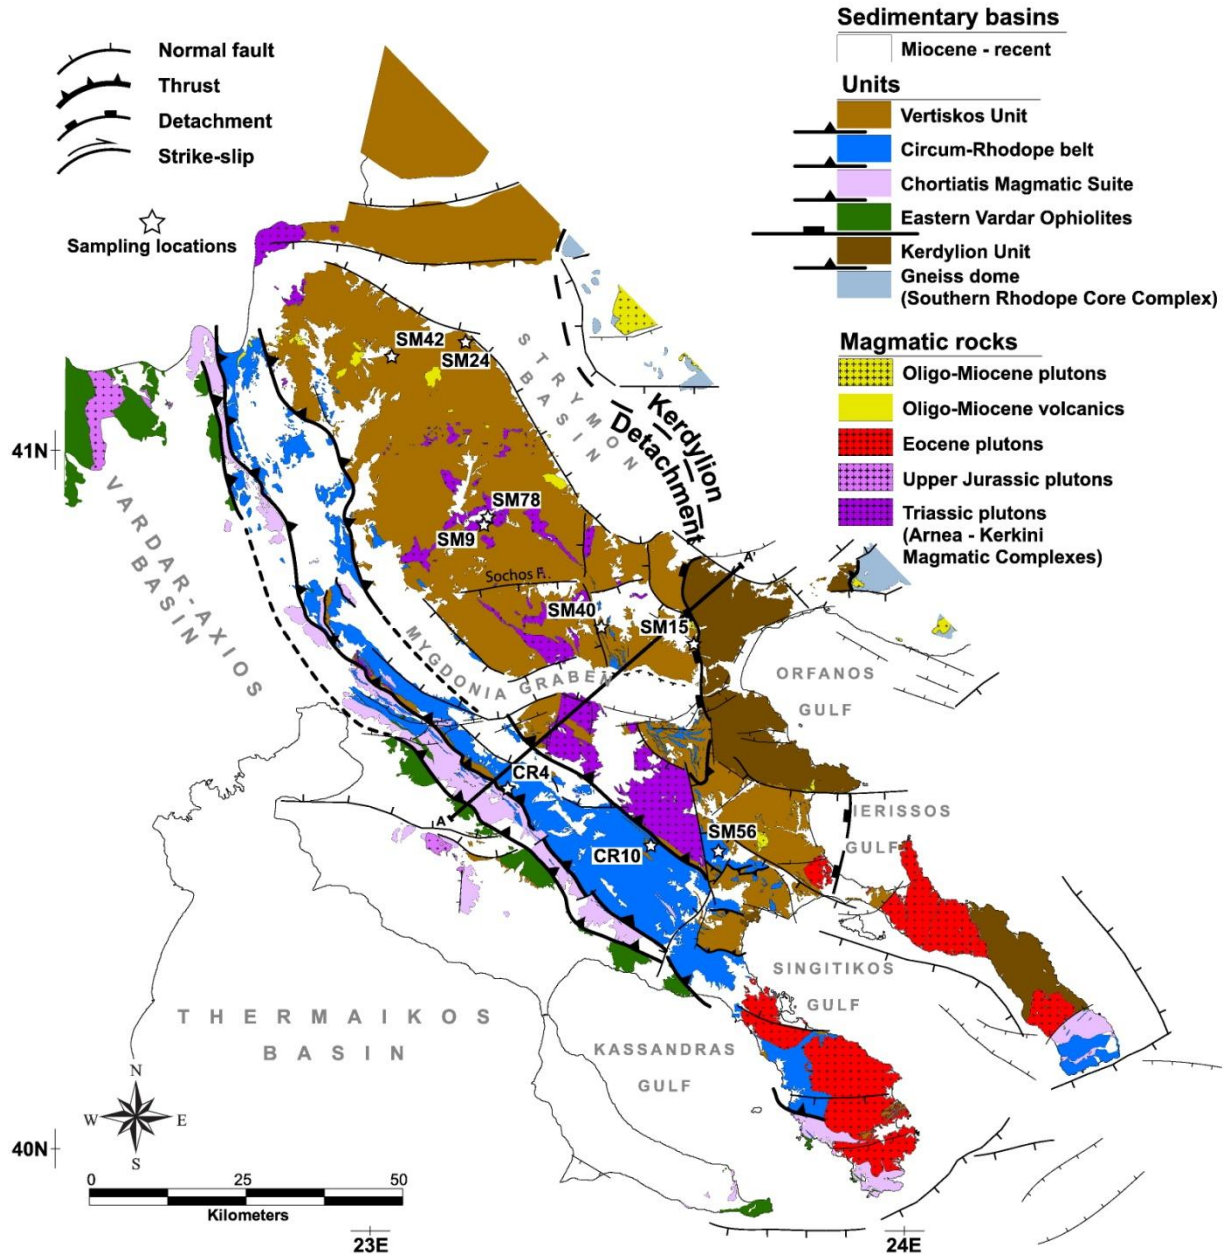 Normal fault
Thrust
Detachment
Strike-slip
Sampling locations
Sedimentary basins
Miocene - recent
Units
Vertiskos Unit
Circum-Rhodope belt
Chortiatis Magmatic Suite
Eastern Vardar Ophiolites
Kerdylion Unit
Gneiss dome
(Southern Rhodope Core Complex)
Magmatic rocks
Oligo-Miocene plutons
Oligo-Miocene volcanics
Eocene plutons
Upper Jurassic plutons
Triassic plutons
(Arnea - Kerkini
Magmatic Complexes)
SM42
SM24
STRYMON
BASIN
Kerdylion
Detachment
41N
VARDAR-AXIOS
BASIN
SM78
SM9
Sochos F.
A'
SM40
SM15
MYGDONIA GRABEN
ORFANOS
GULF
CR4
A
CR10
SM56
IERISSOS
GULF
SINGITIKOS
GULF
THERMAIKOS
BASIN
KASSANDRAS
GULF
N
W
E
S
40N
0 25 50
Kilometers
23E
24E